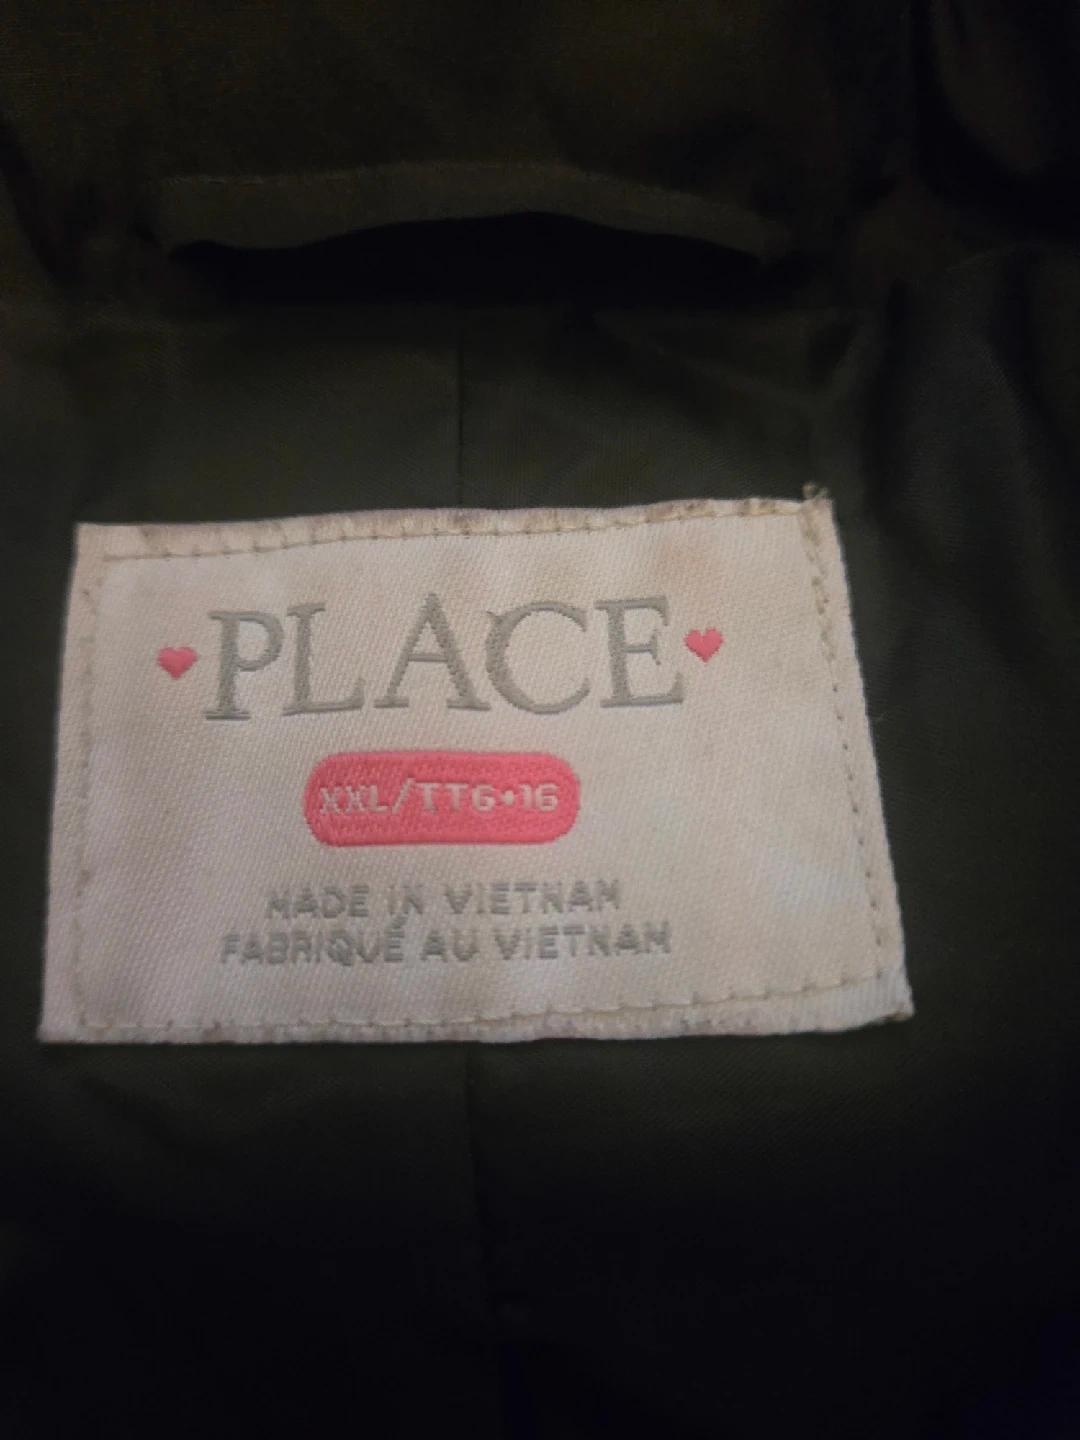 PLACE
XXL/TTG•16
MADE IN VIETNAM
FABRIQUÉ AU VIETNAM